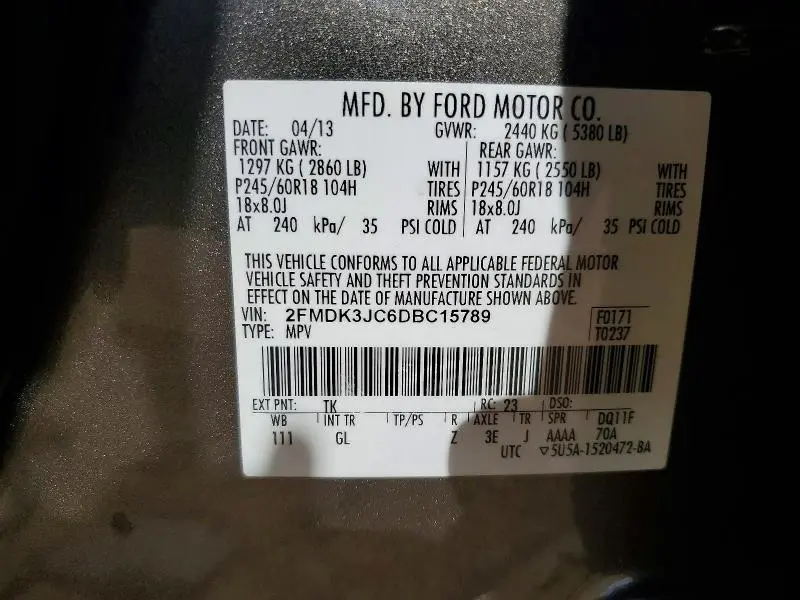 MFD. BY FORD MOTOR CO.
DATE: 04/13 GVWR: 2440 KG ( 5380 LB)
FRONT GAWR: REAR GAWR:
1297 KG ( 2860 LB) WITH 1157 KG ( 2550 LB) WITH
P245/60R18 104H TIRES P245/60R18 104H TIRES
18x8.0J RIMS 18x8.0J RIMS
AT 240 kPa/ 35 PSI COLD AT 240 kPa/ 35 PSI COLD
THIS VEHICLE CONFORMS TO ALL APPLICABLE FEDERAL MOTOR
VEHICLE SAFETY AND THEFT PREVENTION STANDARDS IN
EFFECT ON THE DATE OF MANUFACTURE SHOWN ABOVE.
VIN: 2FMDK3JC6DBC15789 F0171
TYPE: MPV T0237
EXT PNT: TK RC: 23 DSO:
WB INT TR TP/PS R AXLE TR SPR DQ11F
111 GL Z 3E J AAAA 70A
UTC ▽5U5A-1520472-BA